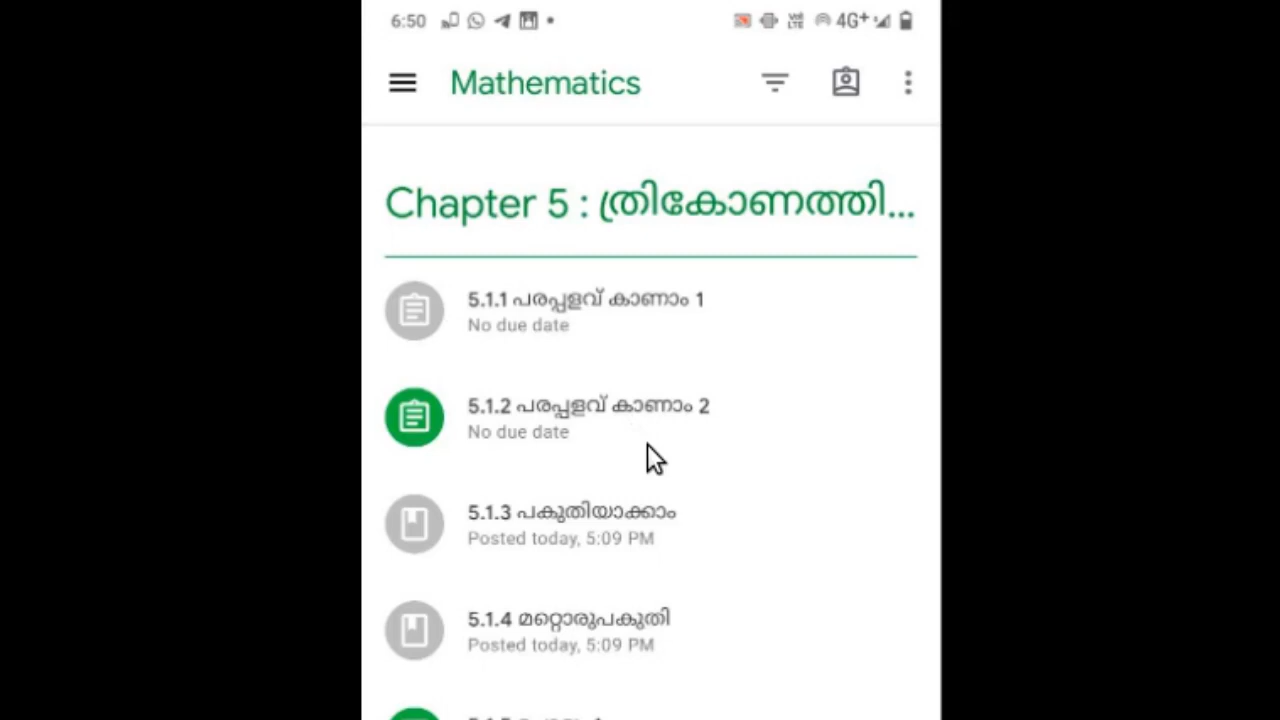 6:50
4G+
Mathematics
Chapter 5 : ത്രികോണത്തി...
5.1.1 പരപ്പളവ് കാണാം 1
No due date
5.1.2 പരപ്പളവ് കാണാം 2
No due date
5.1.3 പകുതിയാക്കാം
Posted today, 5:09 PM
5.1.4 മറ്റൊരുപകുതി
Posted today, 5:09 PM